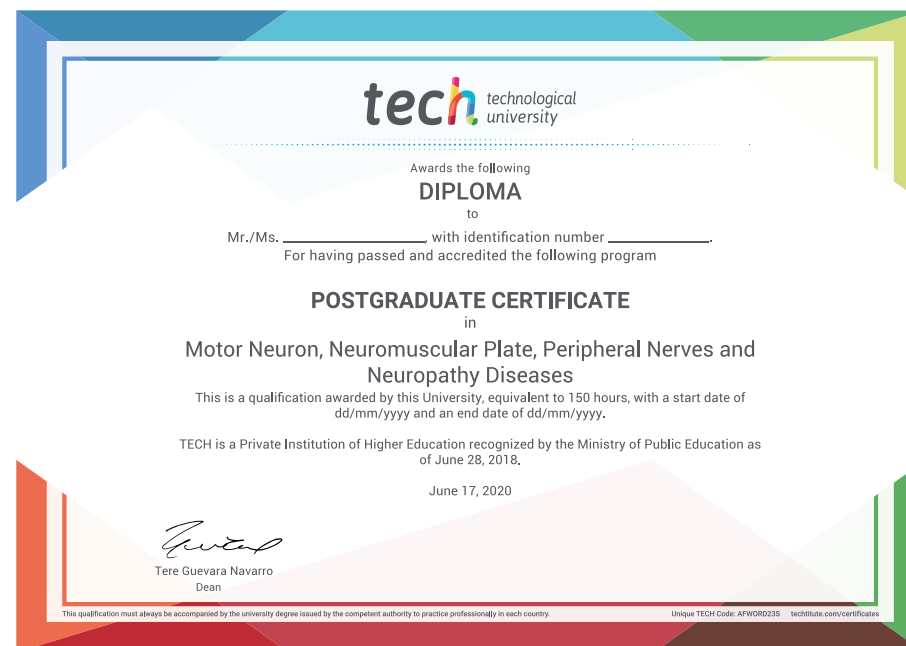 tech technological
university
Awards the following
DIPLOMA
to
Mr./Ms. ____________________, with identification number ______________.
For having passed and accredited the following program
POSTGRADUATE CERTIFICATE
in
Motor Neuron, Neuromuscular Plate, Peripheral Nerves and
Neuropathy Diseases
This is a qualification awarded by this University, equivalent to 150 hours, with a start date of
dd/mm/yyyy and an end date of dd/mm/yyyy.
TECH is a Private Institution of Higher Education recognized by the Ministry of Public Education as
of June 28, 2018.
June 17, 2020
Tere Guevara Navarro
Dean
This qualification must always be accompanied by the university degree issued by the competent authority to practice professionally in each country.
Unique TECH Code: AFWORD23S techtitute.com/certificates